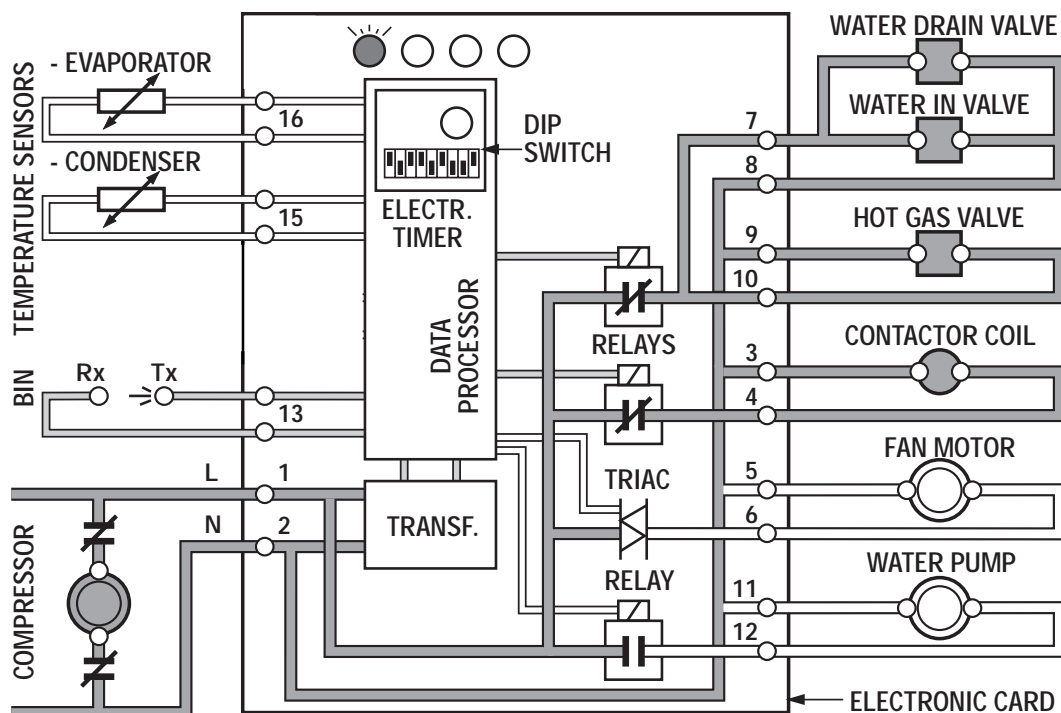 WATER DRAIN VALVE
TEMPERATURE SENSORS
- EVAPORATOR
16
- CONDENSER
15
DIP
SWITCH
ELECTR.
TIMER
DATA
PROCESSOR
WATER IN VALVE
7
8
HOT GAS VALVE
9
10
RELAYS
CONTACTOR COIL
3
4
BIN
Rx
Tx
13
L
1
N
2
TRANSF.
TRIAC
FAN MOTOR
5
6
RELAY
WATER PUMP
11
12
COMPRESSOR
ELECTRONIC CARD